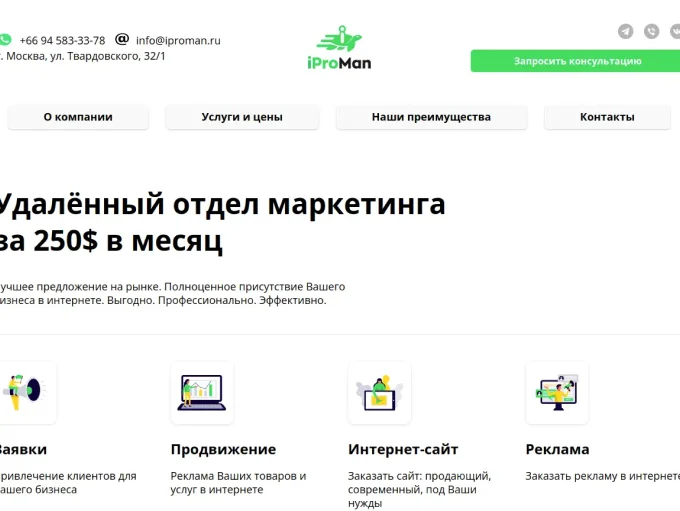 +66 94 583-33-78 @ info@iproman.ru
г. Москва, ул. Твардовского, 32/1
iProMan
Запросить консультацию
О компании
Услуги и цены
Наши преимущества
Контакты
Удалённый отдел маркетинга
за 250$ в месяц
учшее предложение на рынке. Полноценное присутствие Вашего
изнеса в интернете. Выгодно. Профессионально. Эффективно.
Заявки
Продвижение
Интернет-сайт
Реклама
ривлечение клиентов для
ашего бизнеса
Реклама Ваших товаров и
услуг в интернете
Заказать сайт: продающий,
современный, под Ваши
нужды
Заказать рекламу в интернете